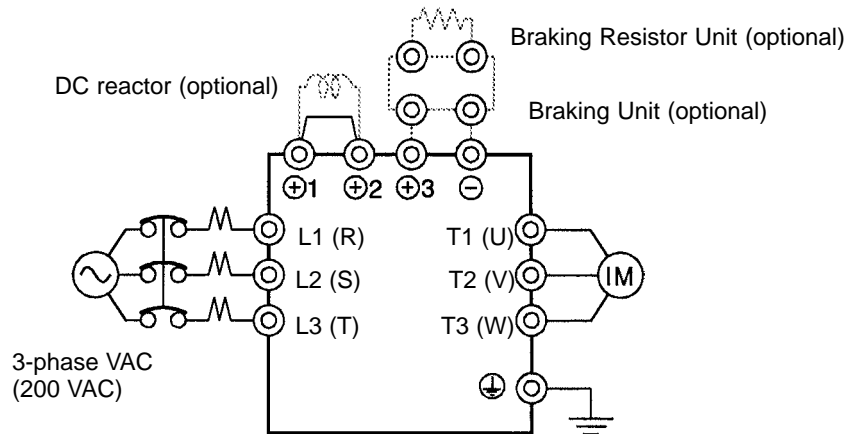 Braking Resistor Unit (optional)
DC reactor (optional)
Braking Unit (optional)
⊕1 ⊕2 ⊕3 ⊖
L1 (R) T1 (U)
L2 (S) T2 (V) IM
L3 (T) T3 (W)
3-phase VAC
(200 VAC)